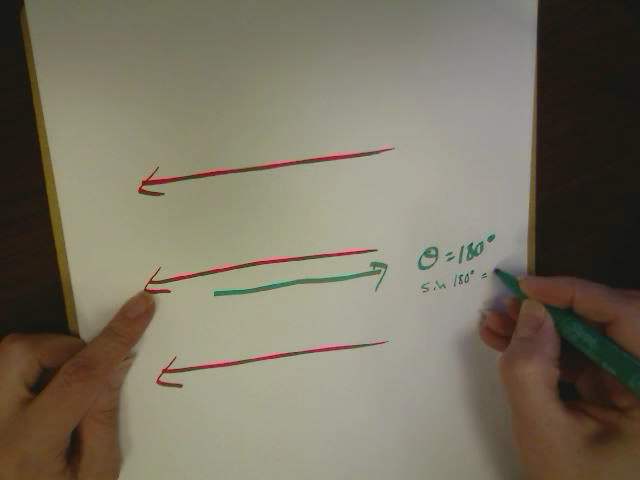 θ = 180°
sin 180° =